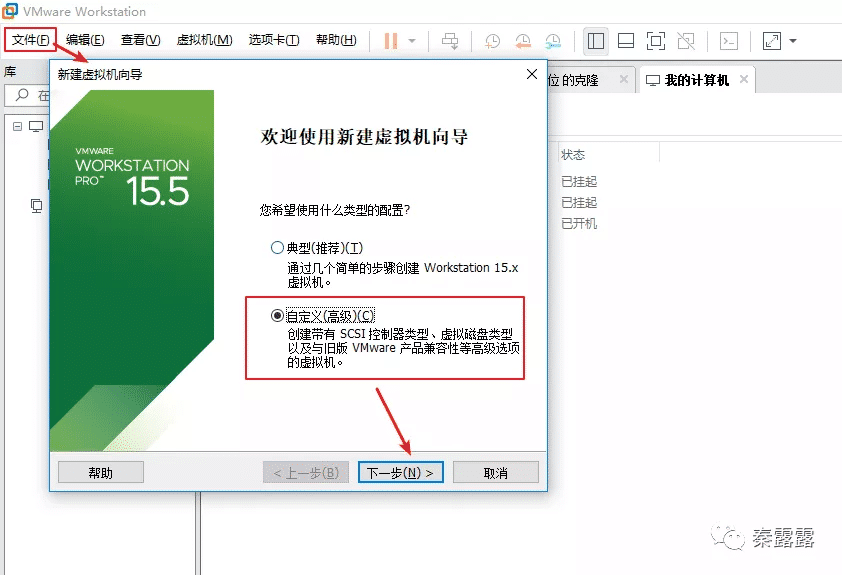 VMware Workstation
文件(F) 编辑(E) 查看(V) 虚拟机(M) 选项卡(T) 帮助(H)
库
在
位 的克隆
我的计算机
新建虚拟机向导
VMWARE
WORKSTATION
PRO™
15.5
欢迎使用新建虚拟机向导
您希望使用什么类型的配置?
典型(推荐)(T)
通过几个简单的步骤创建 Workstation 15.x
虚拟机。
自定义(高级)(C)
创建带有 SCSI 控制器类型、虚拟磁盘类型
以及与旧版 VMware 产品兼容性等高级选项
的虚拟机。
帮助
< 上一步(B)
下一步(N) >
取消
状态
已挂起
已挂起
已开机
秦露露